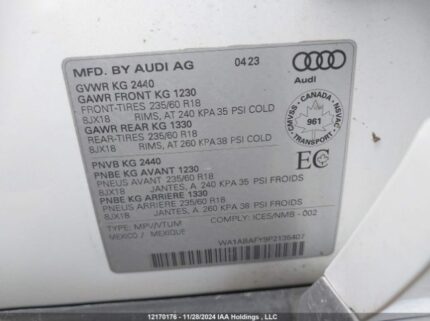 MFD. BY AUDI AG 04 23
Audi
GVWR KG 2440
GAWR FRONT KG 1230
FRONT-TIRES 235/60 R18
8JX18 RIMS, AT 240 KPA 35 PSI COLD
GAWR REAR KG 1330
REAR-TIRES 235/60 R18
8JX18 RIMS, AT 260 KPA 38 PSI COLD
CMVSS - CANADA - NSVAC
961
TRANSPORT
PNVB KG 2440
PNBE KG AVANT 1230
PNEUS AVANT 235/60 R18
8JX18 JANTES, A 240 KPA 35 PSI FROIDS
PNBE KG ARRIERE 1330
PNEUS ARRIERE 235/60 R18
8JX18 JANTES, A 260 KPA 38 PSI FROIDS
EC
TYPE: MPV/VTUM COMPLY: ICES/NMB - 002
MEXICO / MEXIQUE
WA1ABAFY9P2136407
12170176 - 11/28/2024 IAA Holdings , LLC